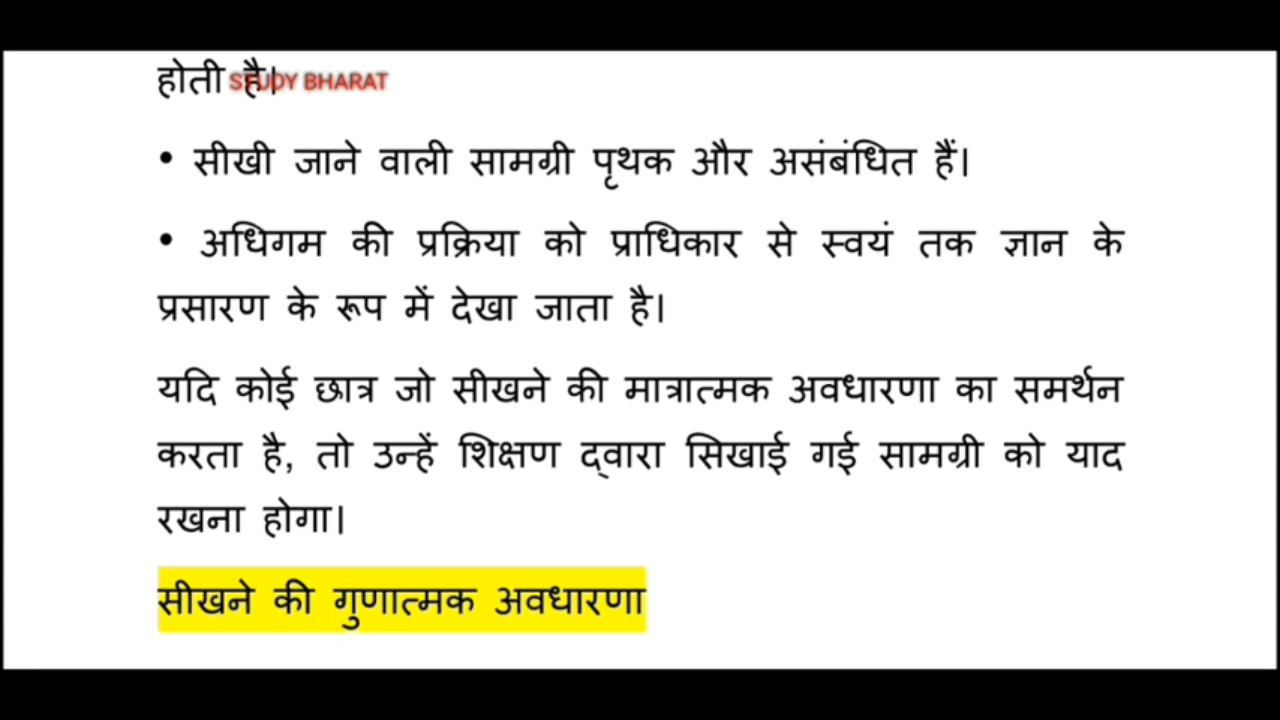 होती है।
STUDY BHARAT
• सीखी जाने वाली सामग्री पृथक और असंबंधित हैं।
• अधिगम की प्रक्रिया को प्राधिकार से स्वयं तक ज्ञान के
प्रसारण के रूप में देखा जाता है।
यदि कोई छात्र जो सीखने की मात्रात्मक अवधारणा का समर्थन
करता है, तो उन्हें शिक्षण द्वारा सिखाई गई सामग्री को याद
रखना होगा।
सीखने की गुणात्मक अवधारणा